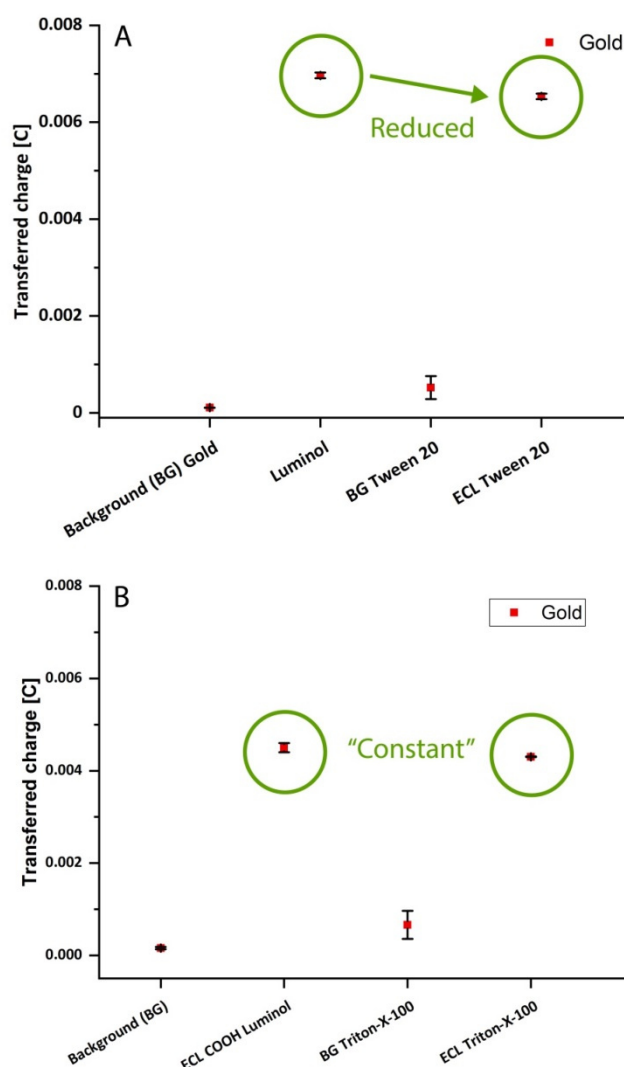 A
Gold
0.008
0.006
0.004
0.002
0
Transferred charge [C]
Reduced
Background (BG) Gold
Luminol
BG Tween 20
ECL Tween 20
B
Gold
0.008
0.006
0.004
0.002
0.000
Transferred charge [C]
“Constant”
Background (BG)
ECL COOH Luminol
BG Triton-X-100
ECL Triton-X-100